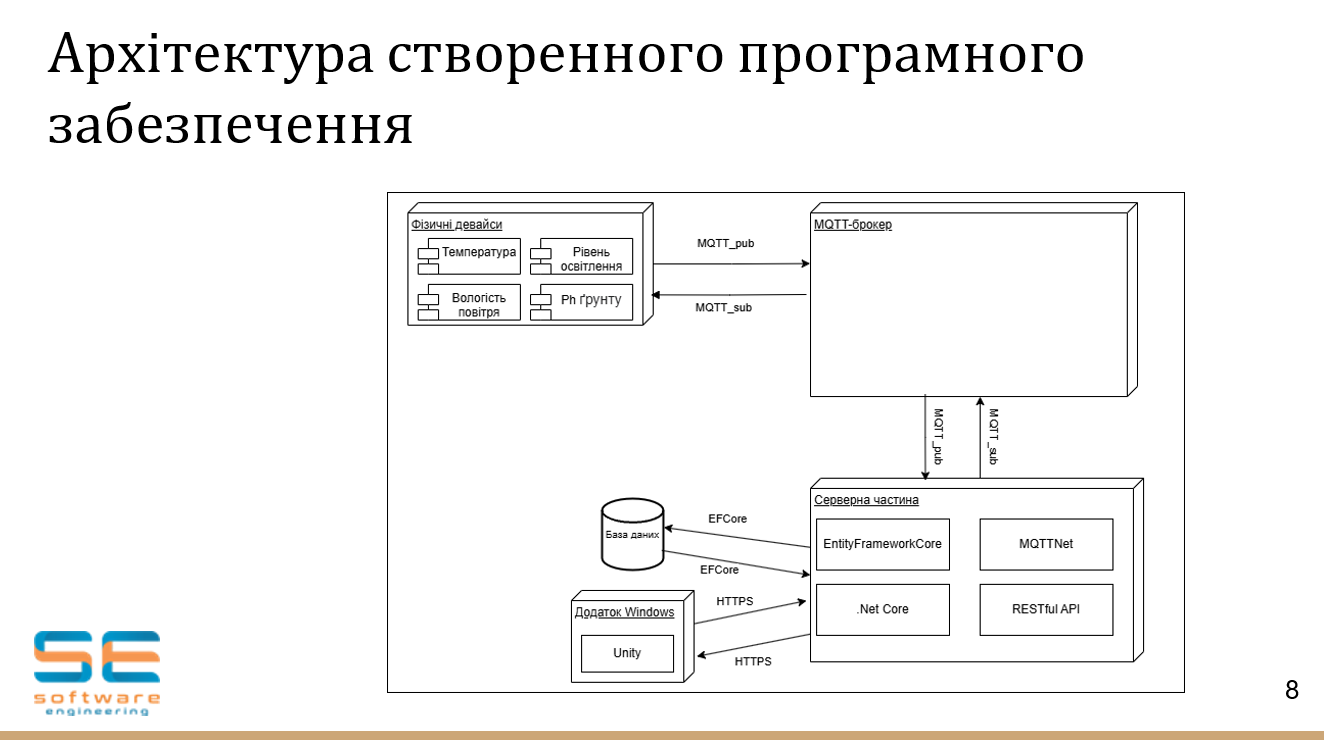 Архітектура створенного програмного
забезпечення
Фізичні девайси
Температура
Рівень
освітлення
Вологість
повітря
Ph ґрунту
MQTT_pub
MQTT_sub
MQTT-брокер
MQTT_pub
MQTT_sub
Серверна частина
EntityFrameworkCore
MQTTNet
.Net Core
RESTful API
База даних
EFCore
EFCore
Додаток Windows
Unity
HTTPS
HTTPS
SE
software
engineering
8